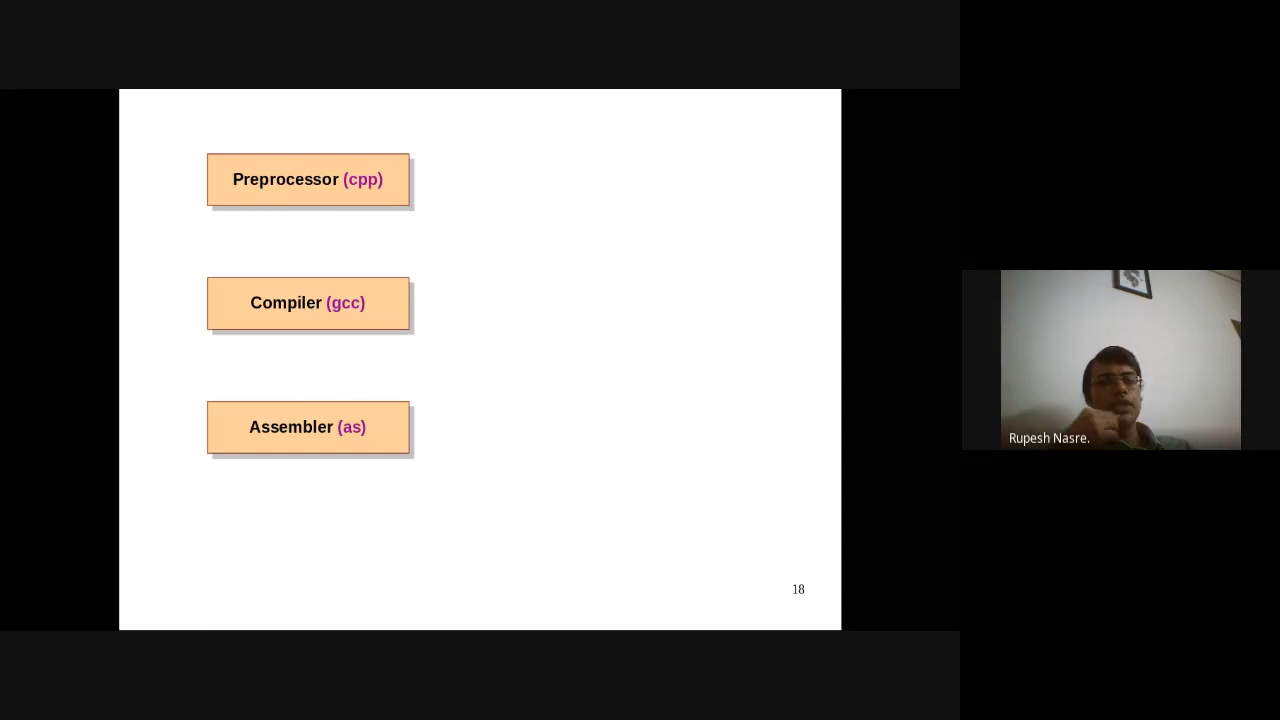 Preprocessor (cpp)
Compiler (gcc)
Assembler (as)
18
Rupesh Nasre.